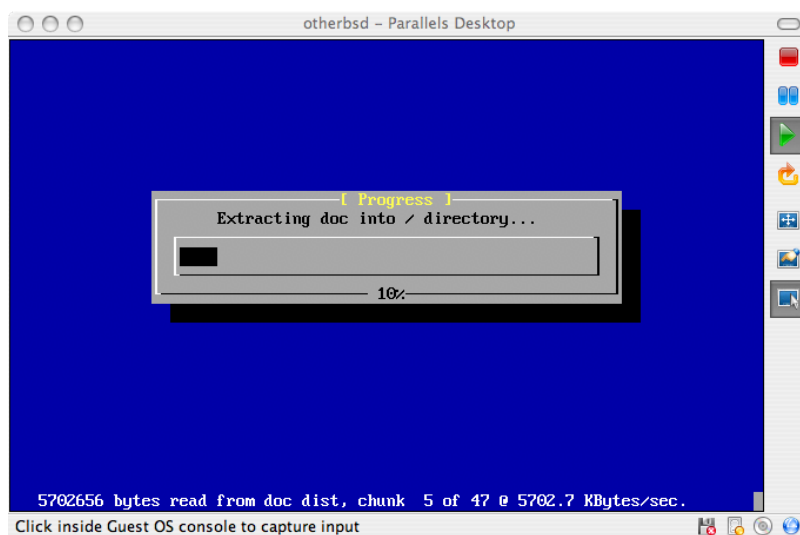 otherbsd – Parallels Desktop
[ Progress ]
Extracting doc into / directory...
10%
5702656 bytes read from doc dist, chunk  5 of 47 @ 5702.7 KBytes/sec.
Click inside Guest OS console to capture input